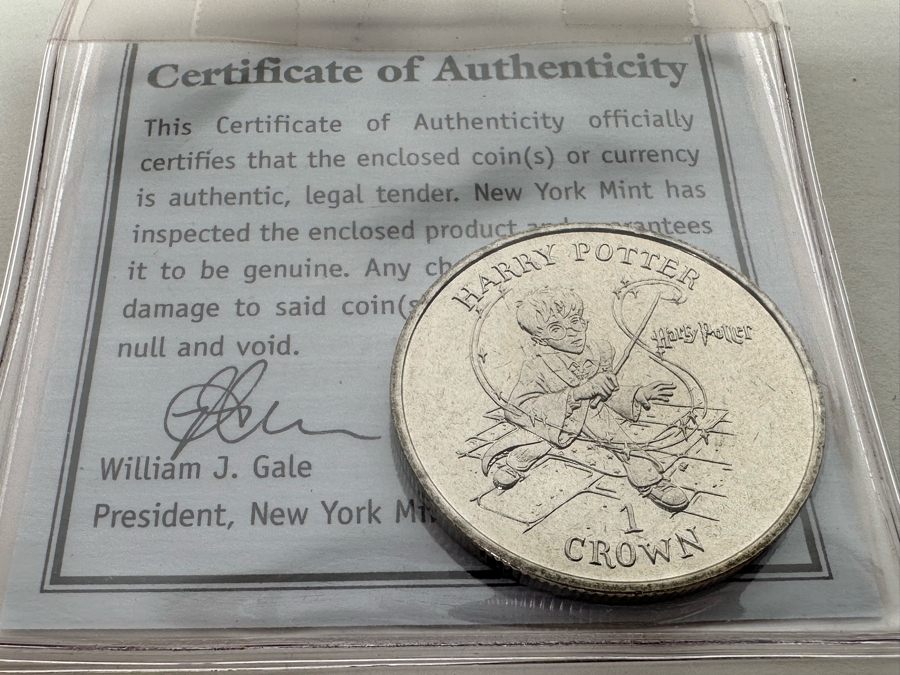 Certificate of Authenticity
This Certificate of Authenticity officially
certifies that the enclosed coin(s) or currency
is authentic, legal tender. New York Mint has
inspected the enclosed product
it to be genuine. Any
damage to said
null and void.
William J. Gale
President, New York
HARRY POTTER
Harry Potter
1
CROWN